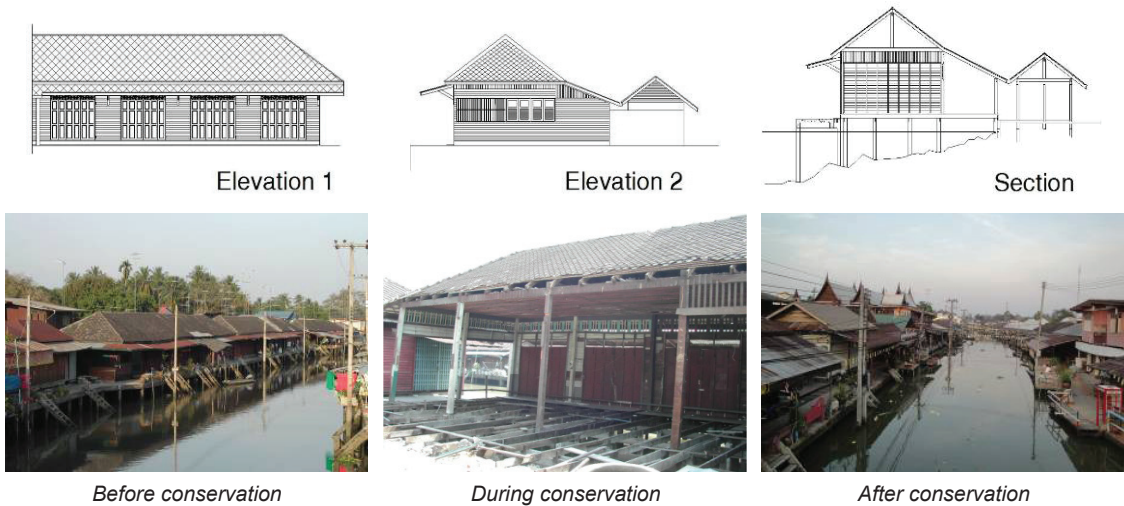 Elevation 1
Elevation 2
Section
Before conservation
During conservation
After conservation